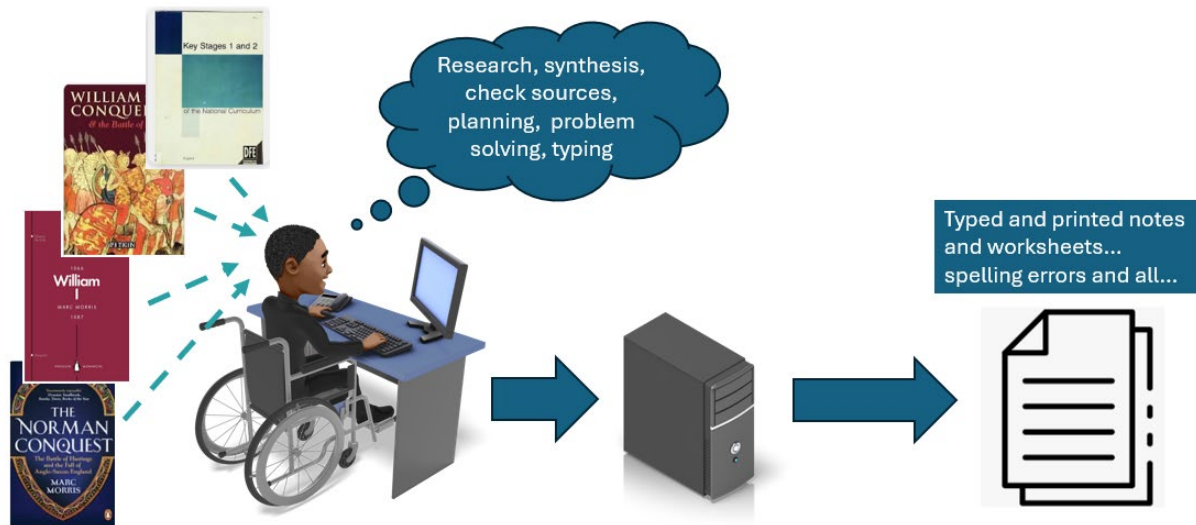 Key Stages 1 and 2
of the National Curriculum
DFE
WILLIAM
CONQUE
& the Battle of
PITKIN
1066
William
I
MARC MORRIS
1087
THE
NORMAN
CONQUEST
The Battle of Hastings
and the Fall of
Anglo-Saxon England
MARC
MORRIS
Research, synthesis,
check sources,
planning, problem
solving, typing
Typed and printed notes
and worksheets...
spelling errors and all...